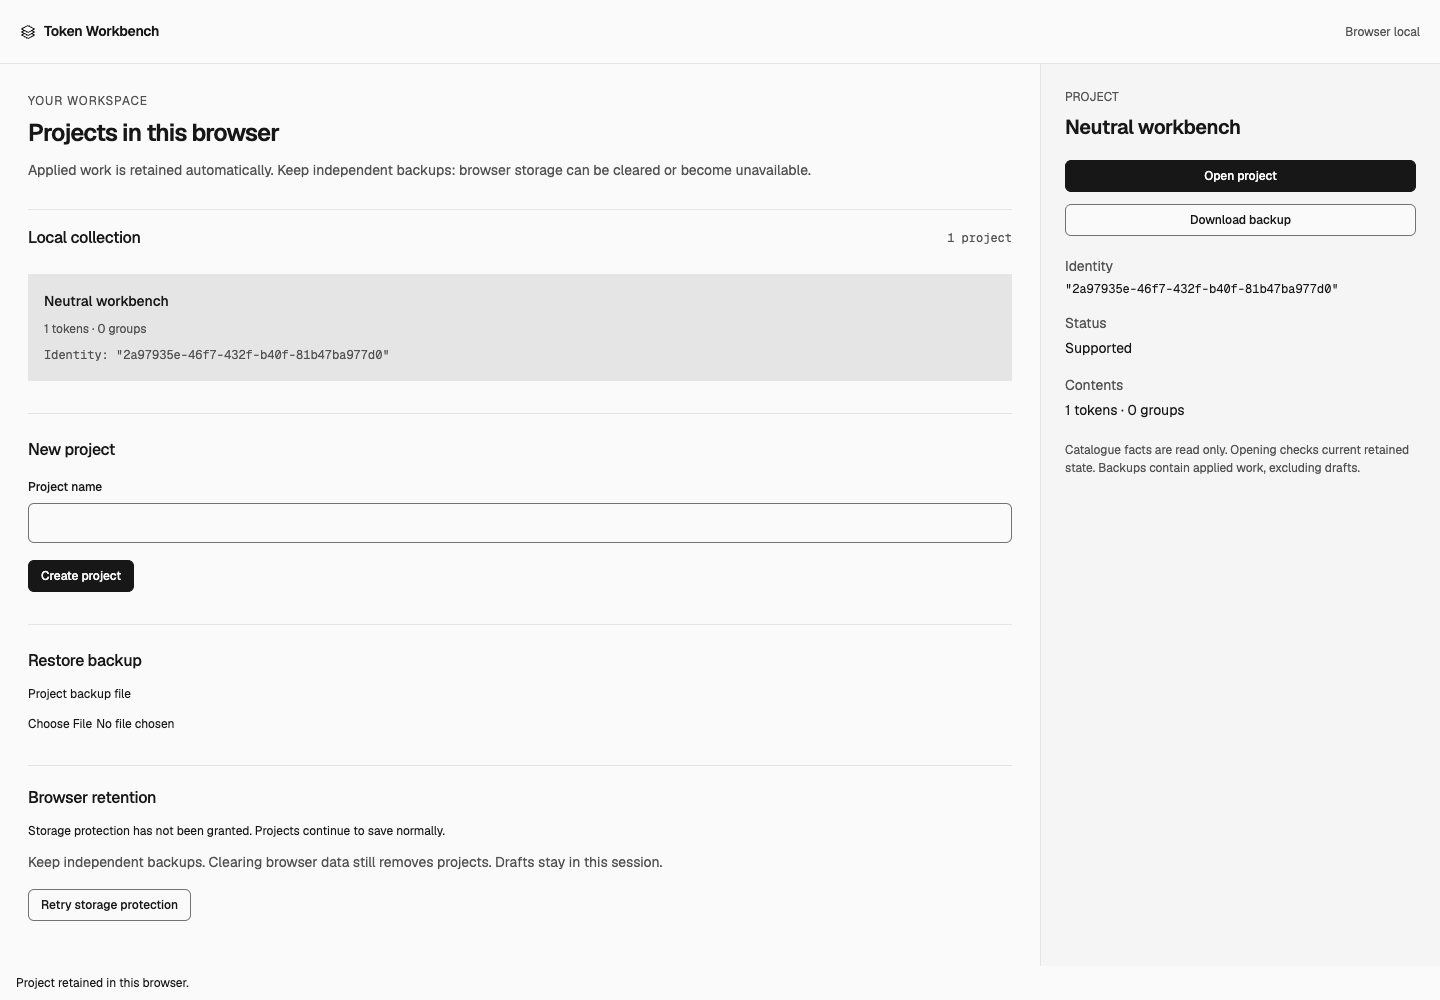 Token Workbench
Browser local
YOUR WORKSPACE
Projects in this browser
Applied work is retained automatically. Keep independent backups: browser storage can be cleared or become unavailable.
Local collection
1 project
Neutral workbench
1 tokens · 0 groups
Identity: "2a97935e-46f7-432f-b40f-81b47ba977d0"
New project
Project name
Create project
Restore backup
Project backup file
Choose File No file chosen
Browser retention
Storage protection has not been granted. Projects continue to save normally.
Keep independent backups. Clearing browser data still removes projects. Drafts stay in this session.
Retry storage protection
PROJECT
Neutral workbench
Open project
Download backup
Identity
"2a97935e-46f7-432f-b40f-81b47ba977d0"
Status
Supported
Contents
1 tokens · 0 groups
Catalogue facts are read only. Opening checks current retained
state. Backups contain applied work, excluding drafts.
Project retained in this browser.